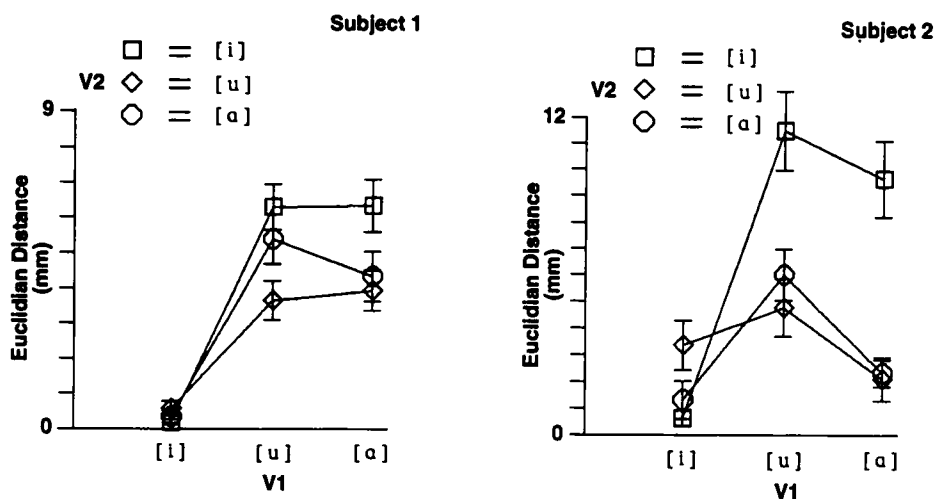 Subject 1
□ = [i]
V2 ◇ = [u]
○ = [a]
9
Euclidian Distance
(mm)
0
[i] [u] [a]
V1
Subject 2
□ = [i]
V2 ◇ = [u]
○ = [a]
12
Euclidian Distance
(mm)
0
[i] [u] [a]
V1